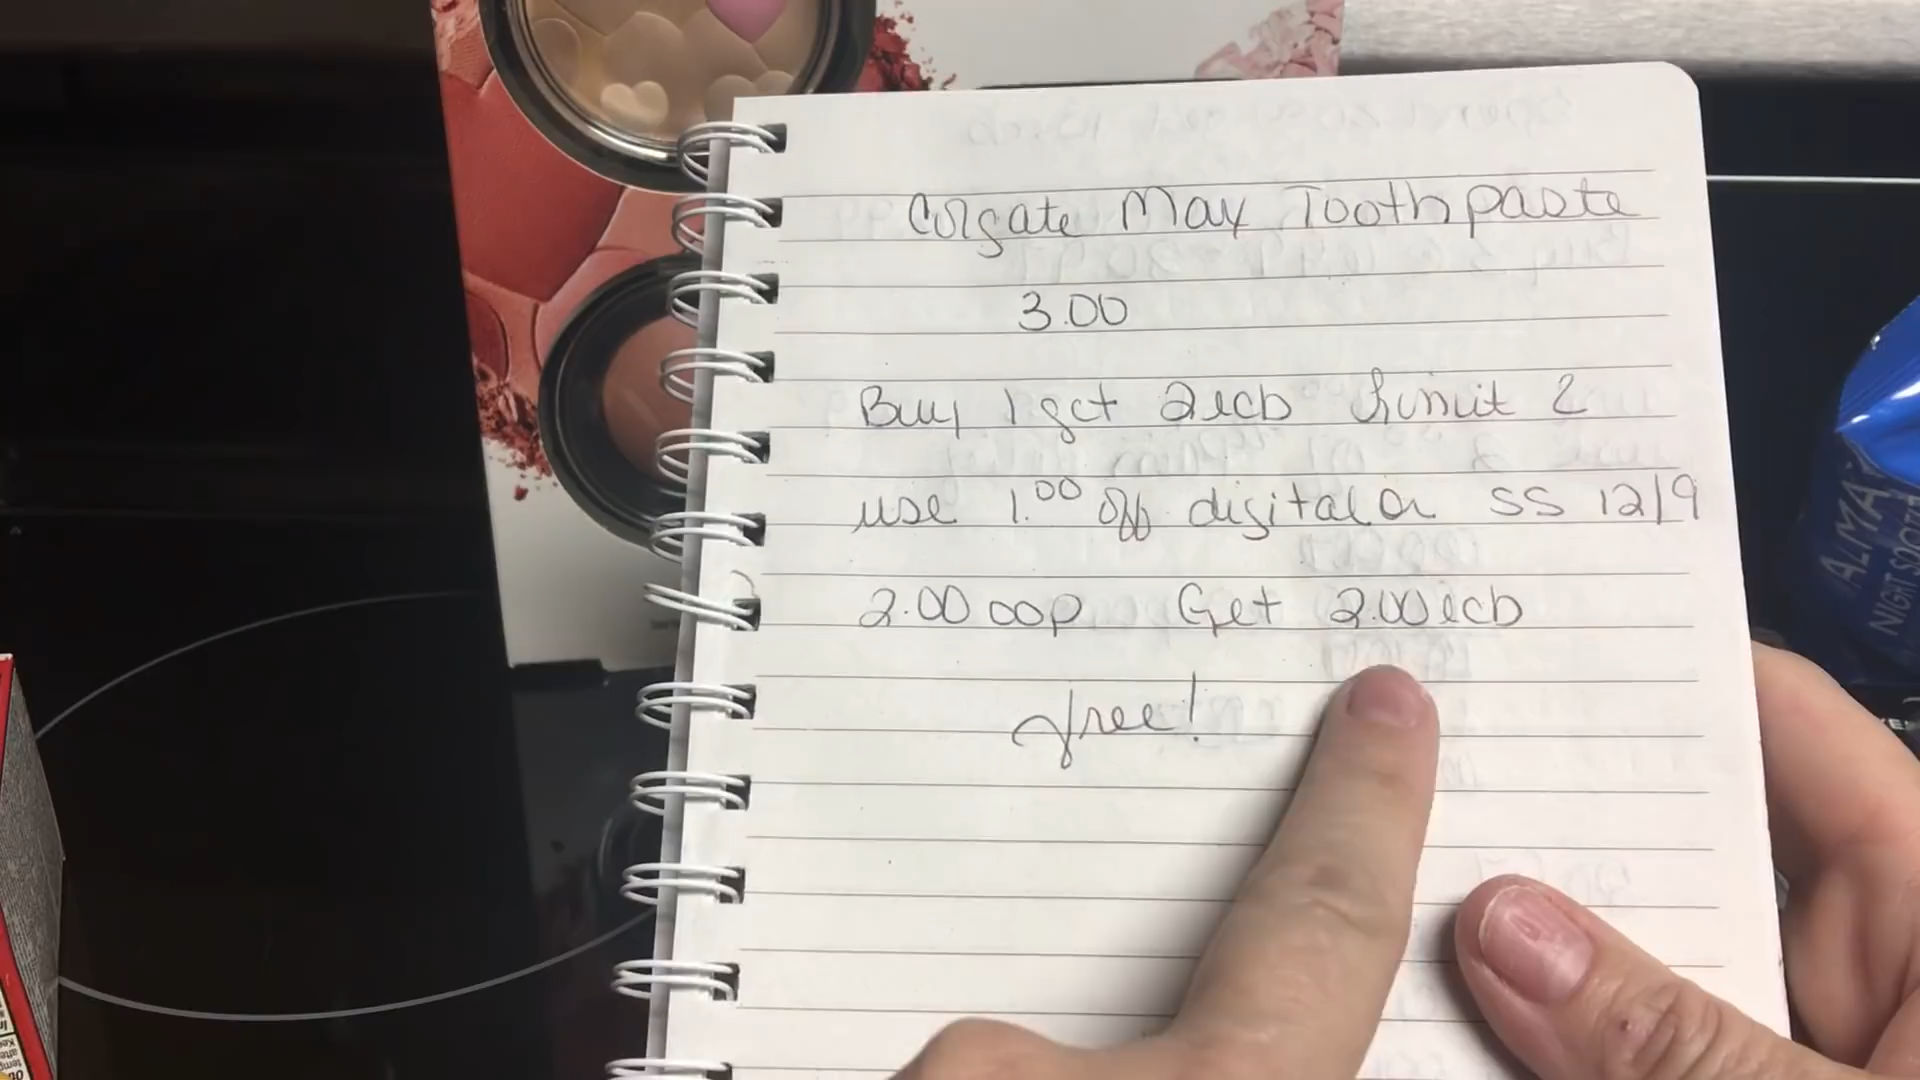 Colgate Max Toothpaste
3.00
Buy 1 get 2ecb Limit 2
use 1.00 off digital or SS 12/9
2.00 oop Get 2.00 ecb
free!
ALMAY